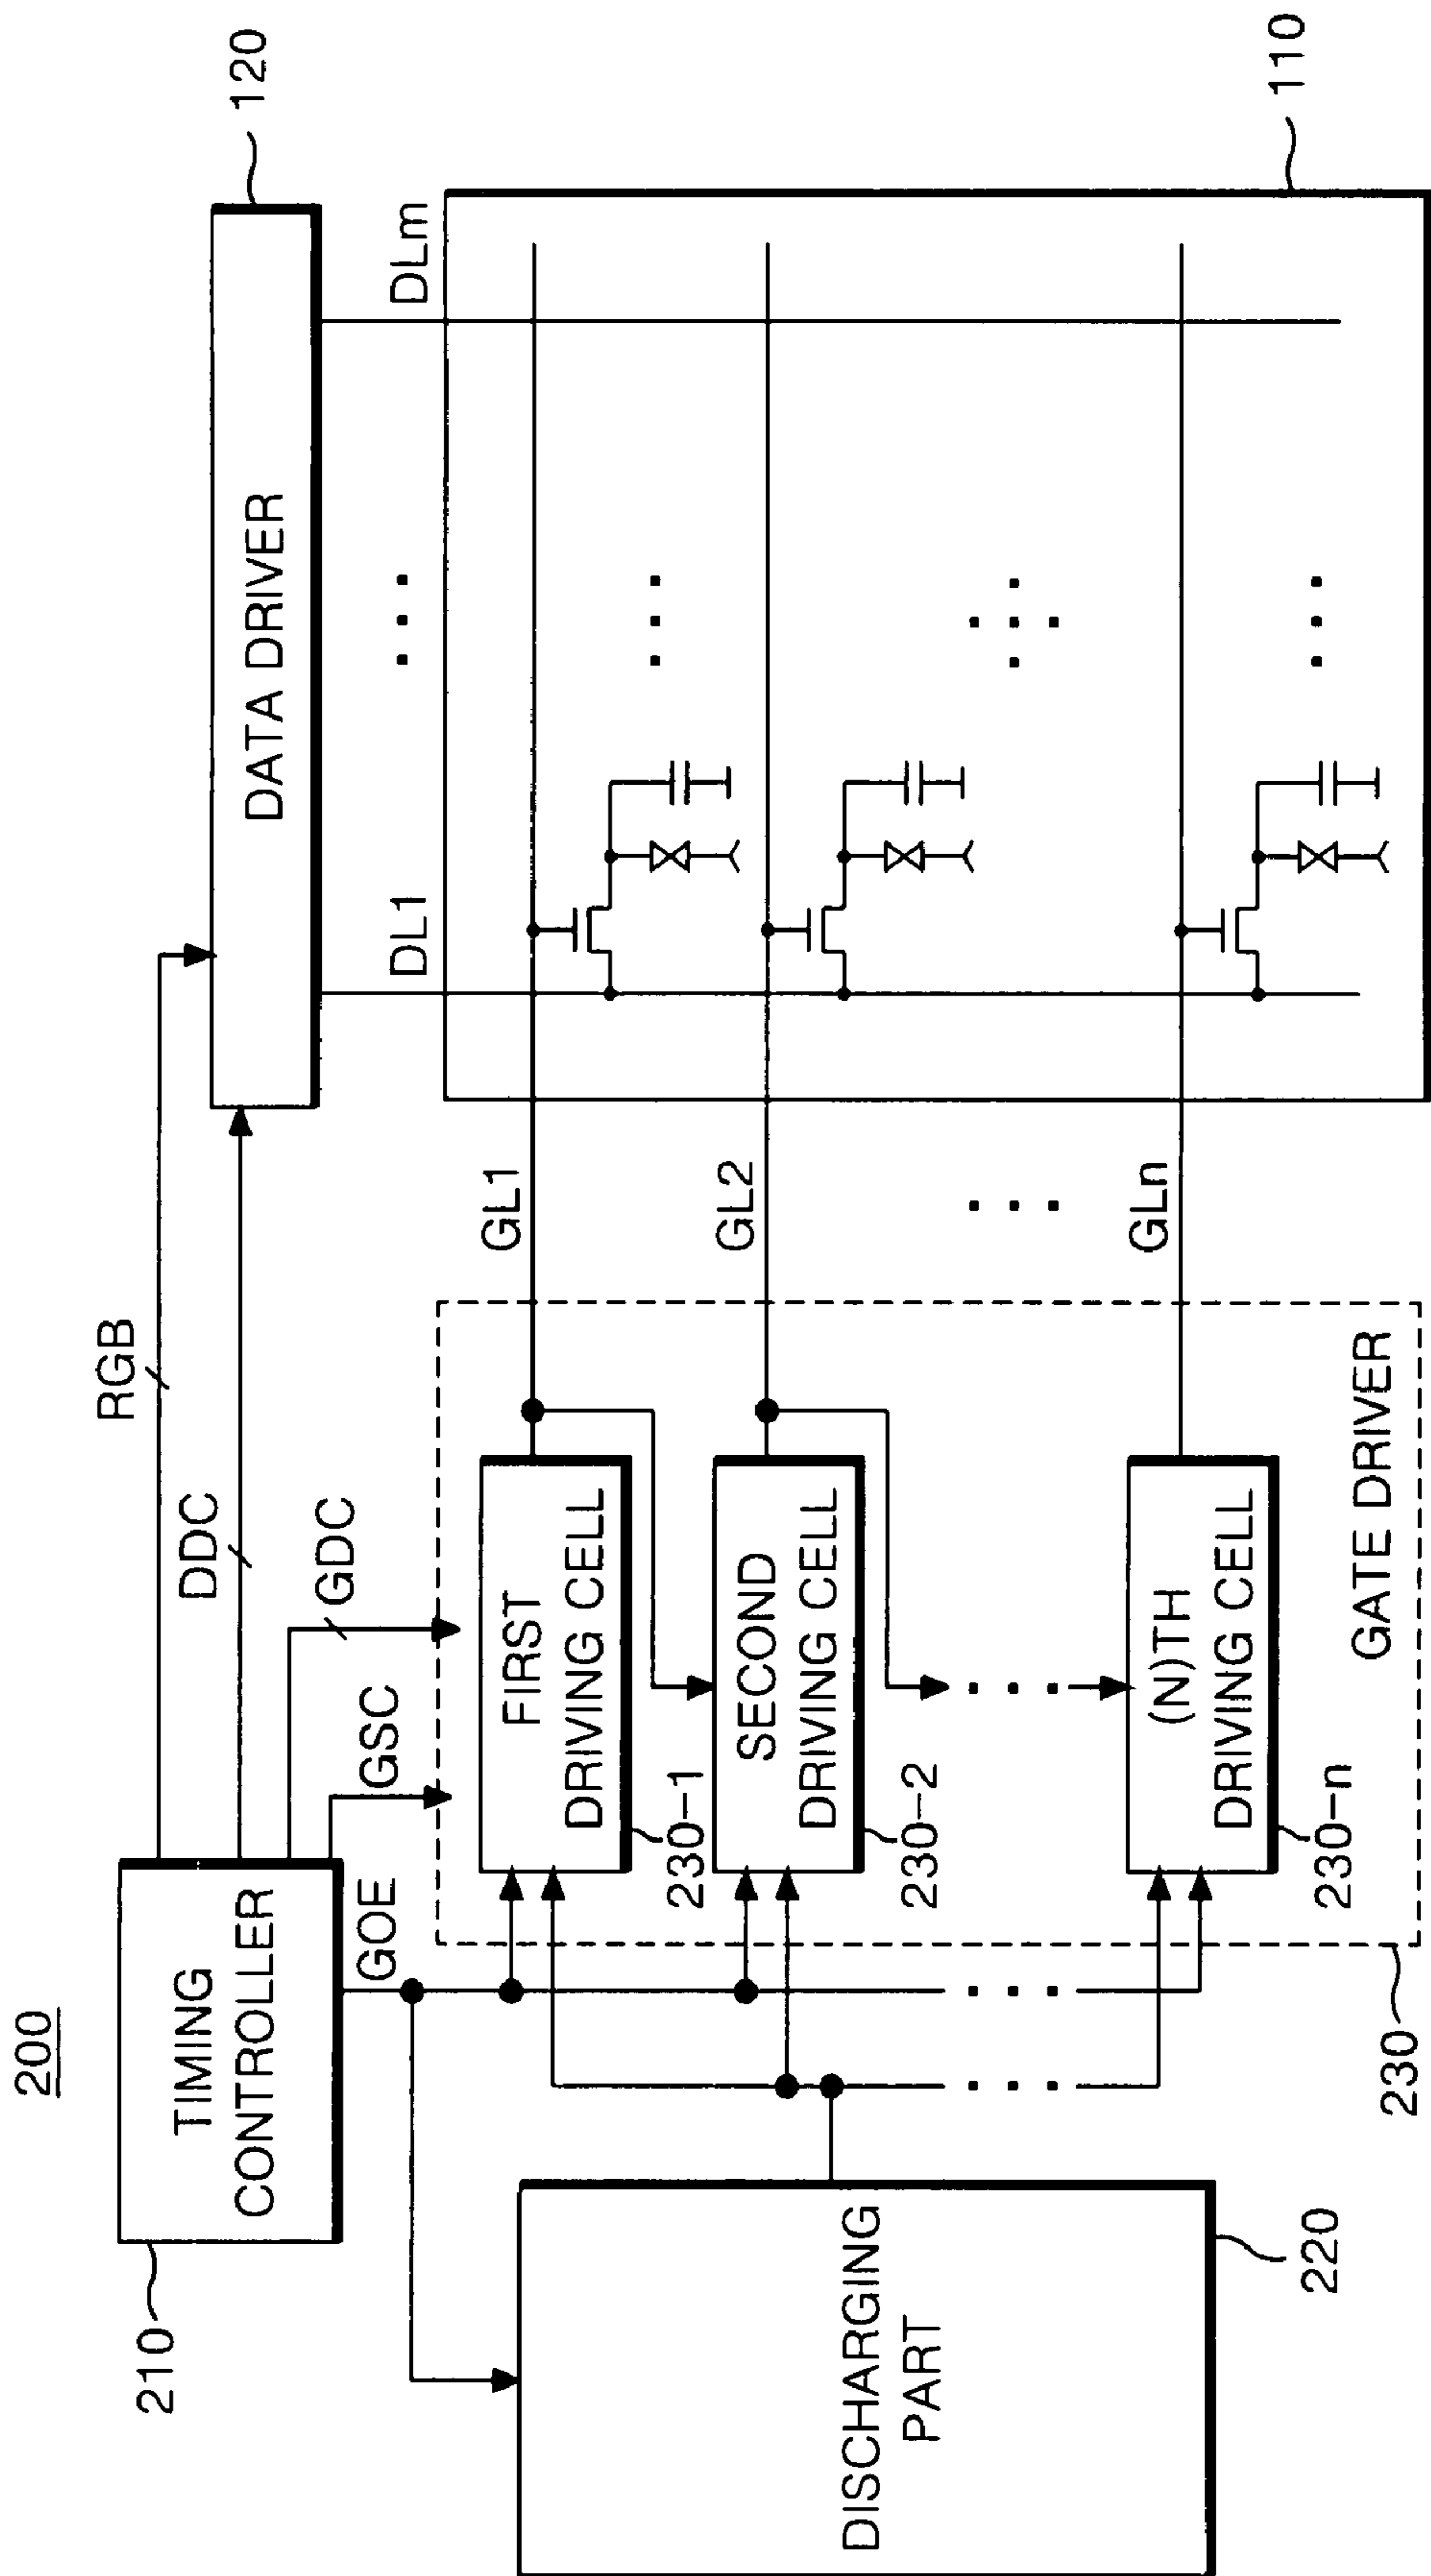 200
120
110
210
TIMING
CONTROLLER
RGB
DDC
GDC
GSC
GOE
DATA DRIVER
DL1
DLm
GL1
GL2
GLn
FIRST
DRIVING CELL
230-1
SECOND
DRIVING CELL
230-2
(N)TH
DRIVING CELL
230-n
GATE DRIVER
230
DISCHARGING
PART
220